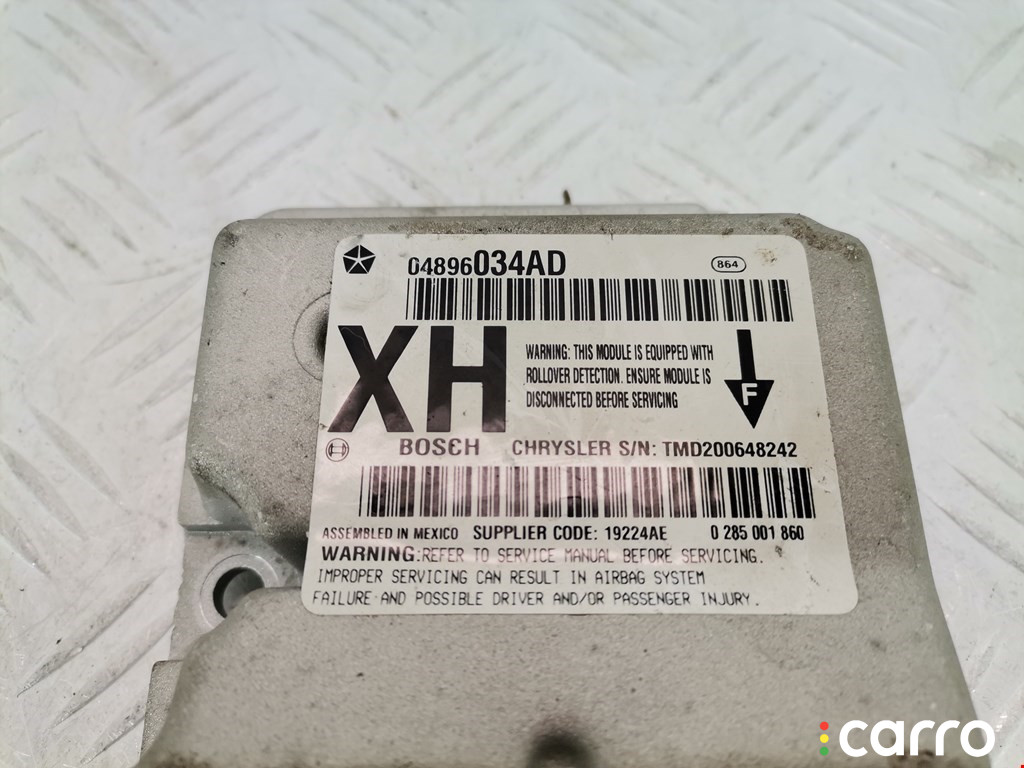 04896034AD
864
XH
WARNING: THIS MODULE IS EQUIPPED WITH
ROLLOVER DETECTION. ENSURE MODULE IS
DISCONNECTED BEFORE SERVICING
F
BOSCH CHRYSLER S/N: TMD200648242
ASSEMBLED IN MEXICO SUPPLIER CODE: 19224AE 0 285 001 860
WARNING:REFER TO SERVICE MANUAL BEFORE SERVICING.
IMPROPER SERVICING CAN RESULT IN AIRBAG SYSTEM
FAILURE AND POSSIBLE DRIVER AND/OR PASSENGER INJURY.
carro